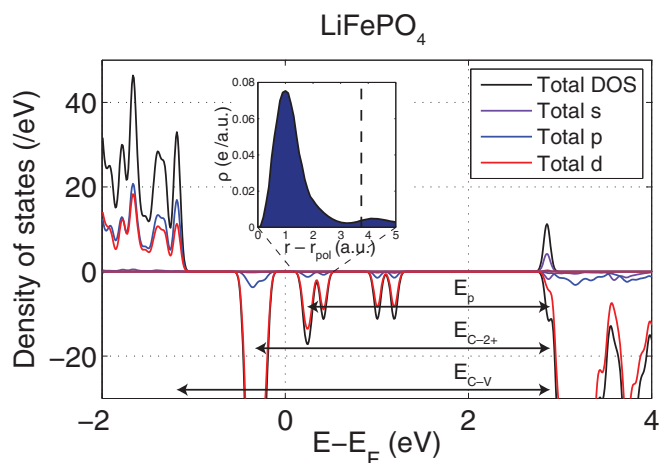 LiFePO4
Density of states (/eV)
40
20
0
−20
−2
0
2
4
E−EF (eV)
Total DOS
Total s
Total p
Total d
ρ (e /a.u.)
0.08
0.06
0.04
0.02
0
0
1
2
3
4
5
r − rpol (a.u.)
Ep
EC−2+
EC−V